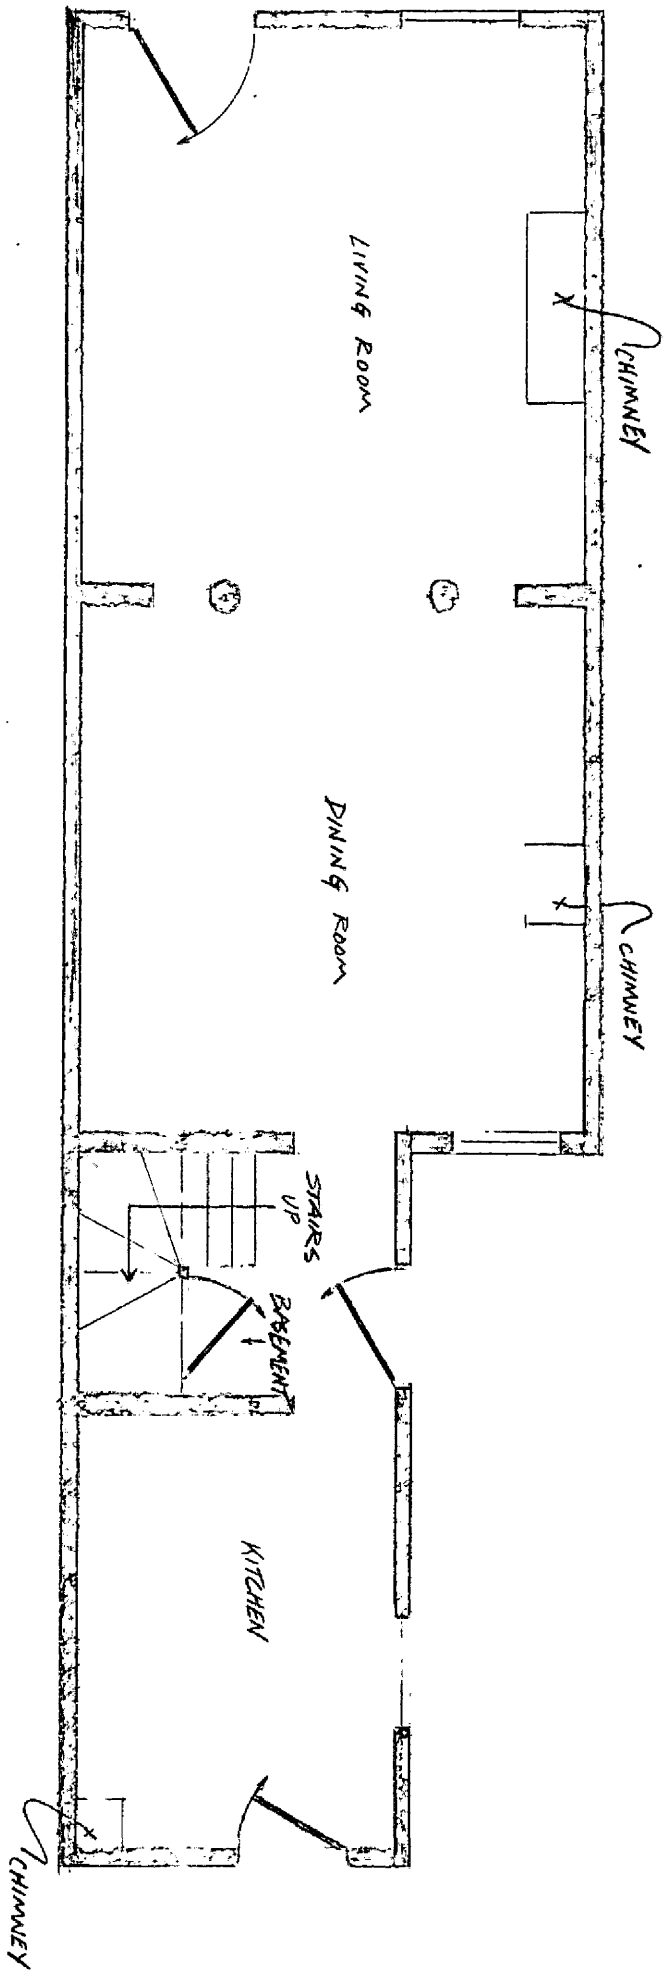 LIVING ROOM
CHIMNEY
DINING ROOM
CHIMNEY
STAIRS
UP
BASEMENT
KITCHEN
CHIMNEY